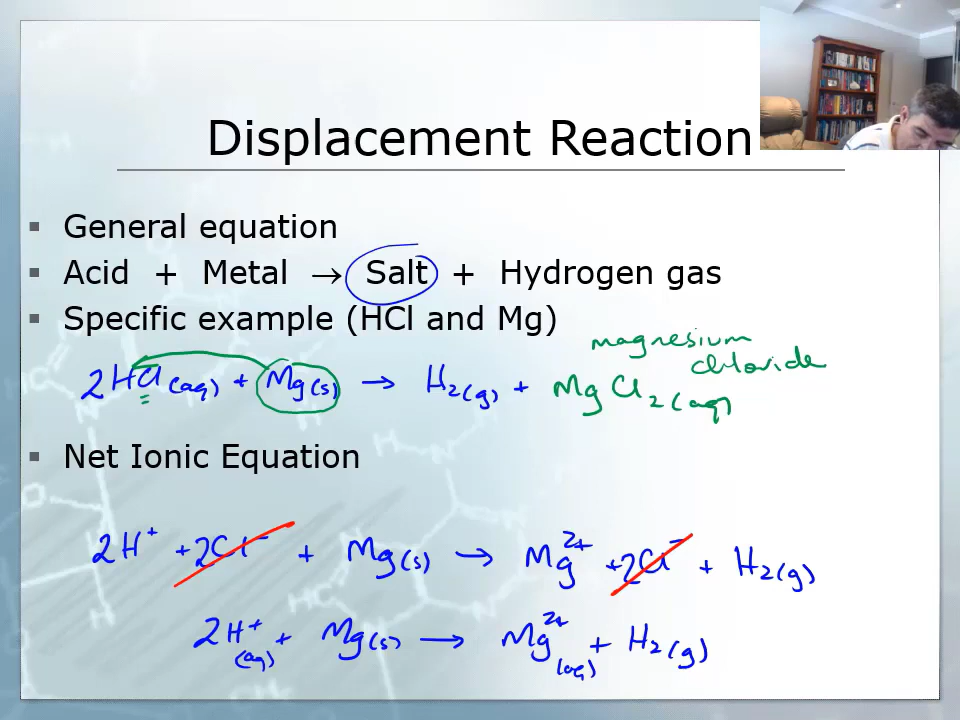 Displacement Reaction
▪ General equation
▪ Acid + Metal → Salt + Hydrogen gas
▪ Specific example (HCl and Mg)
magnesium
chloride
2HCl(aq) + Mg(s) → H₂(g) + MgCl₂(aq)
▪ Net Ionic Equation
2H⁺ + 2Cl⁻ + Mg(s) → Mg²⁺ + 2Cl⁻ + H₂(g)
2H⁺(aq) + Mg(s) → Mg²⁺(aq) + H₂(g)